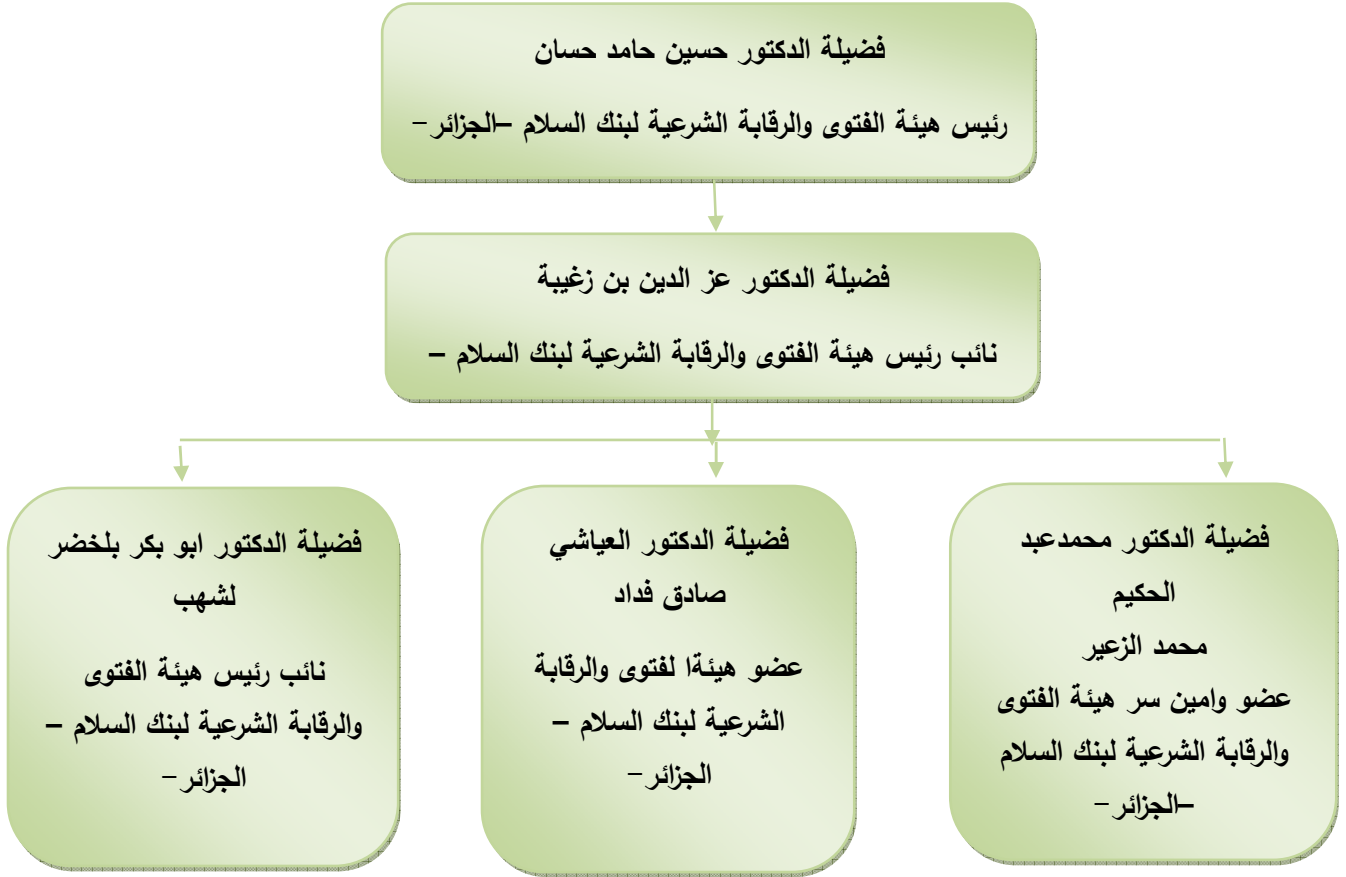 فضيلة الدكتور حسين حامد حسان
رئيس هيئة الفتوى والرقابة الشرعية لبنك السلام –الجزائر-
فضيلة الدكتور عز الدين بن زغيبة
نائب رئيس هيئة الفتوى والرقابة الشرعية لبنك السلام –
فضيلة الدكتور محمدعبد
الحكيم
محمد الزعير
عضو وامين سر هيئة الفتوى
والرقابة الشرعية لبنك السلام
–الجزائر-
فضيلة الدكتور العياشي
صادق فداد
عضو هيئةا لفتوى والرقابة
الشرعية لبنك السلام –
الجزائر-
فضيلة الدكتور ابو بكر بلخضر
لشهب
نائب رئيس هيئة الفتوى
والرقابة الشرعية لبنك السلام –
الجزائر-